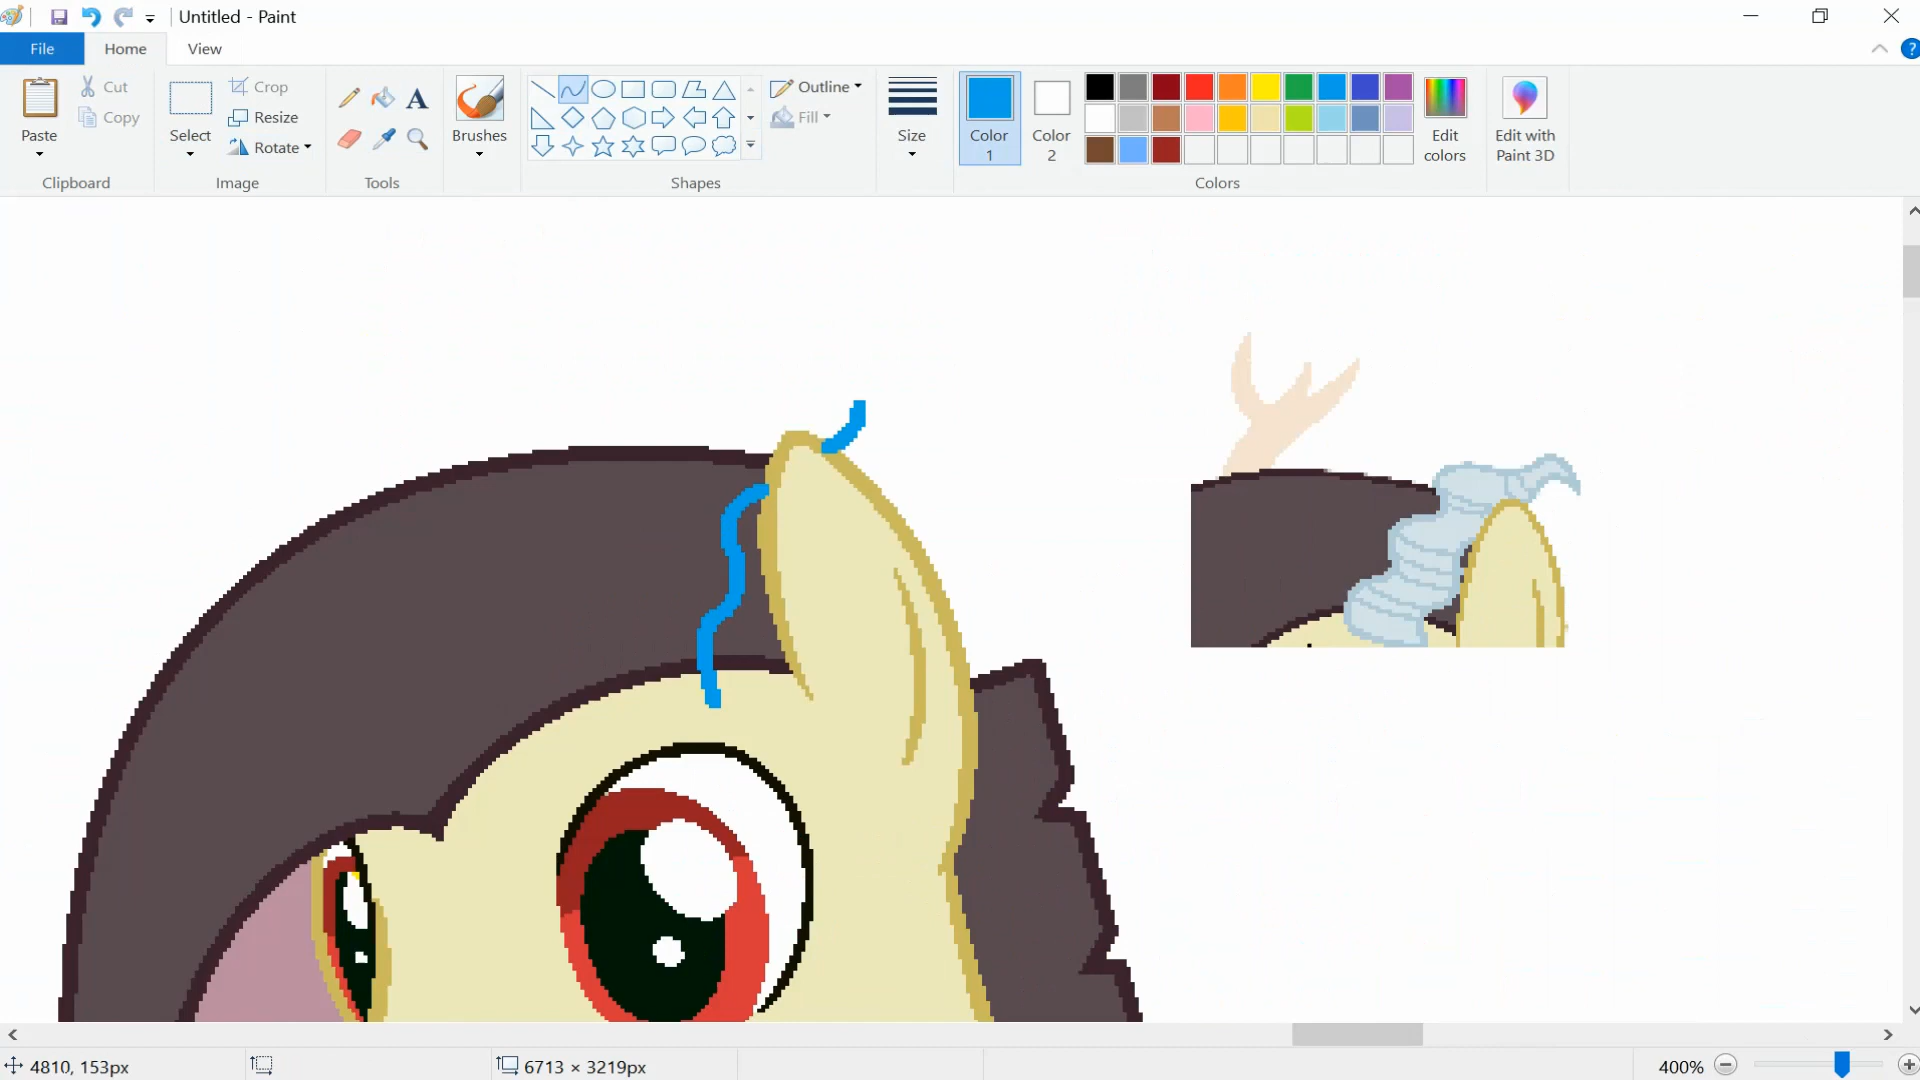 Untitled - Paint
File Home View
Paste
Cut
Copy
Clipboard
Select
Crop
Resize
Rotate
Image
A
Tools
Brushes
Outline
Fill
Shapes
Size
Color
1
Color
2
Edit
colors
Colors
Edit with
Paint 3D
?
4810, 153px
6713 × 3219px
400%